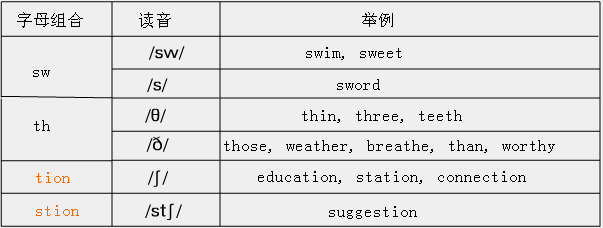 字母组合 读音 举例
sw /sw/ swim, sweet
/s/ sword
th /θ/ thin, three, teeth
/ð/ those, weather, breathe, than, worthy
tion /ʃ/ education, station, connection
stion /stʃ/ suggestion